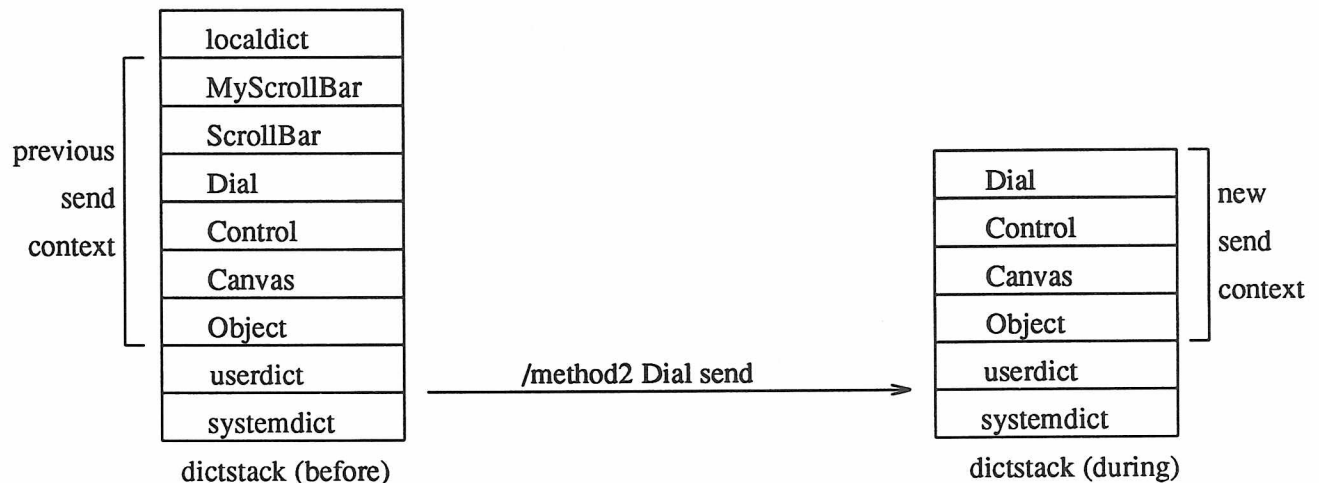 localdict
MyScrollBar
ScrollBar
Dial
Control
Canvas
Object
userdict
systemdict
previous
send
context
dictstack (before)
/method2 Dial send
Dial
Control
Canvas
Object
userdict
systemdict
new
send
context
dictstack (during)